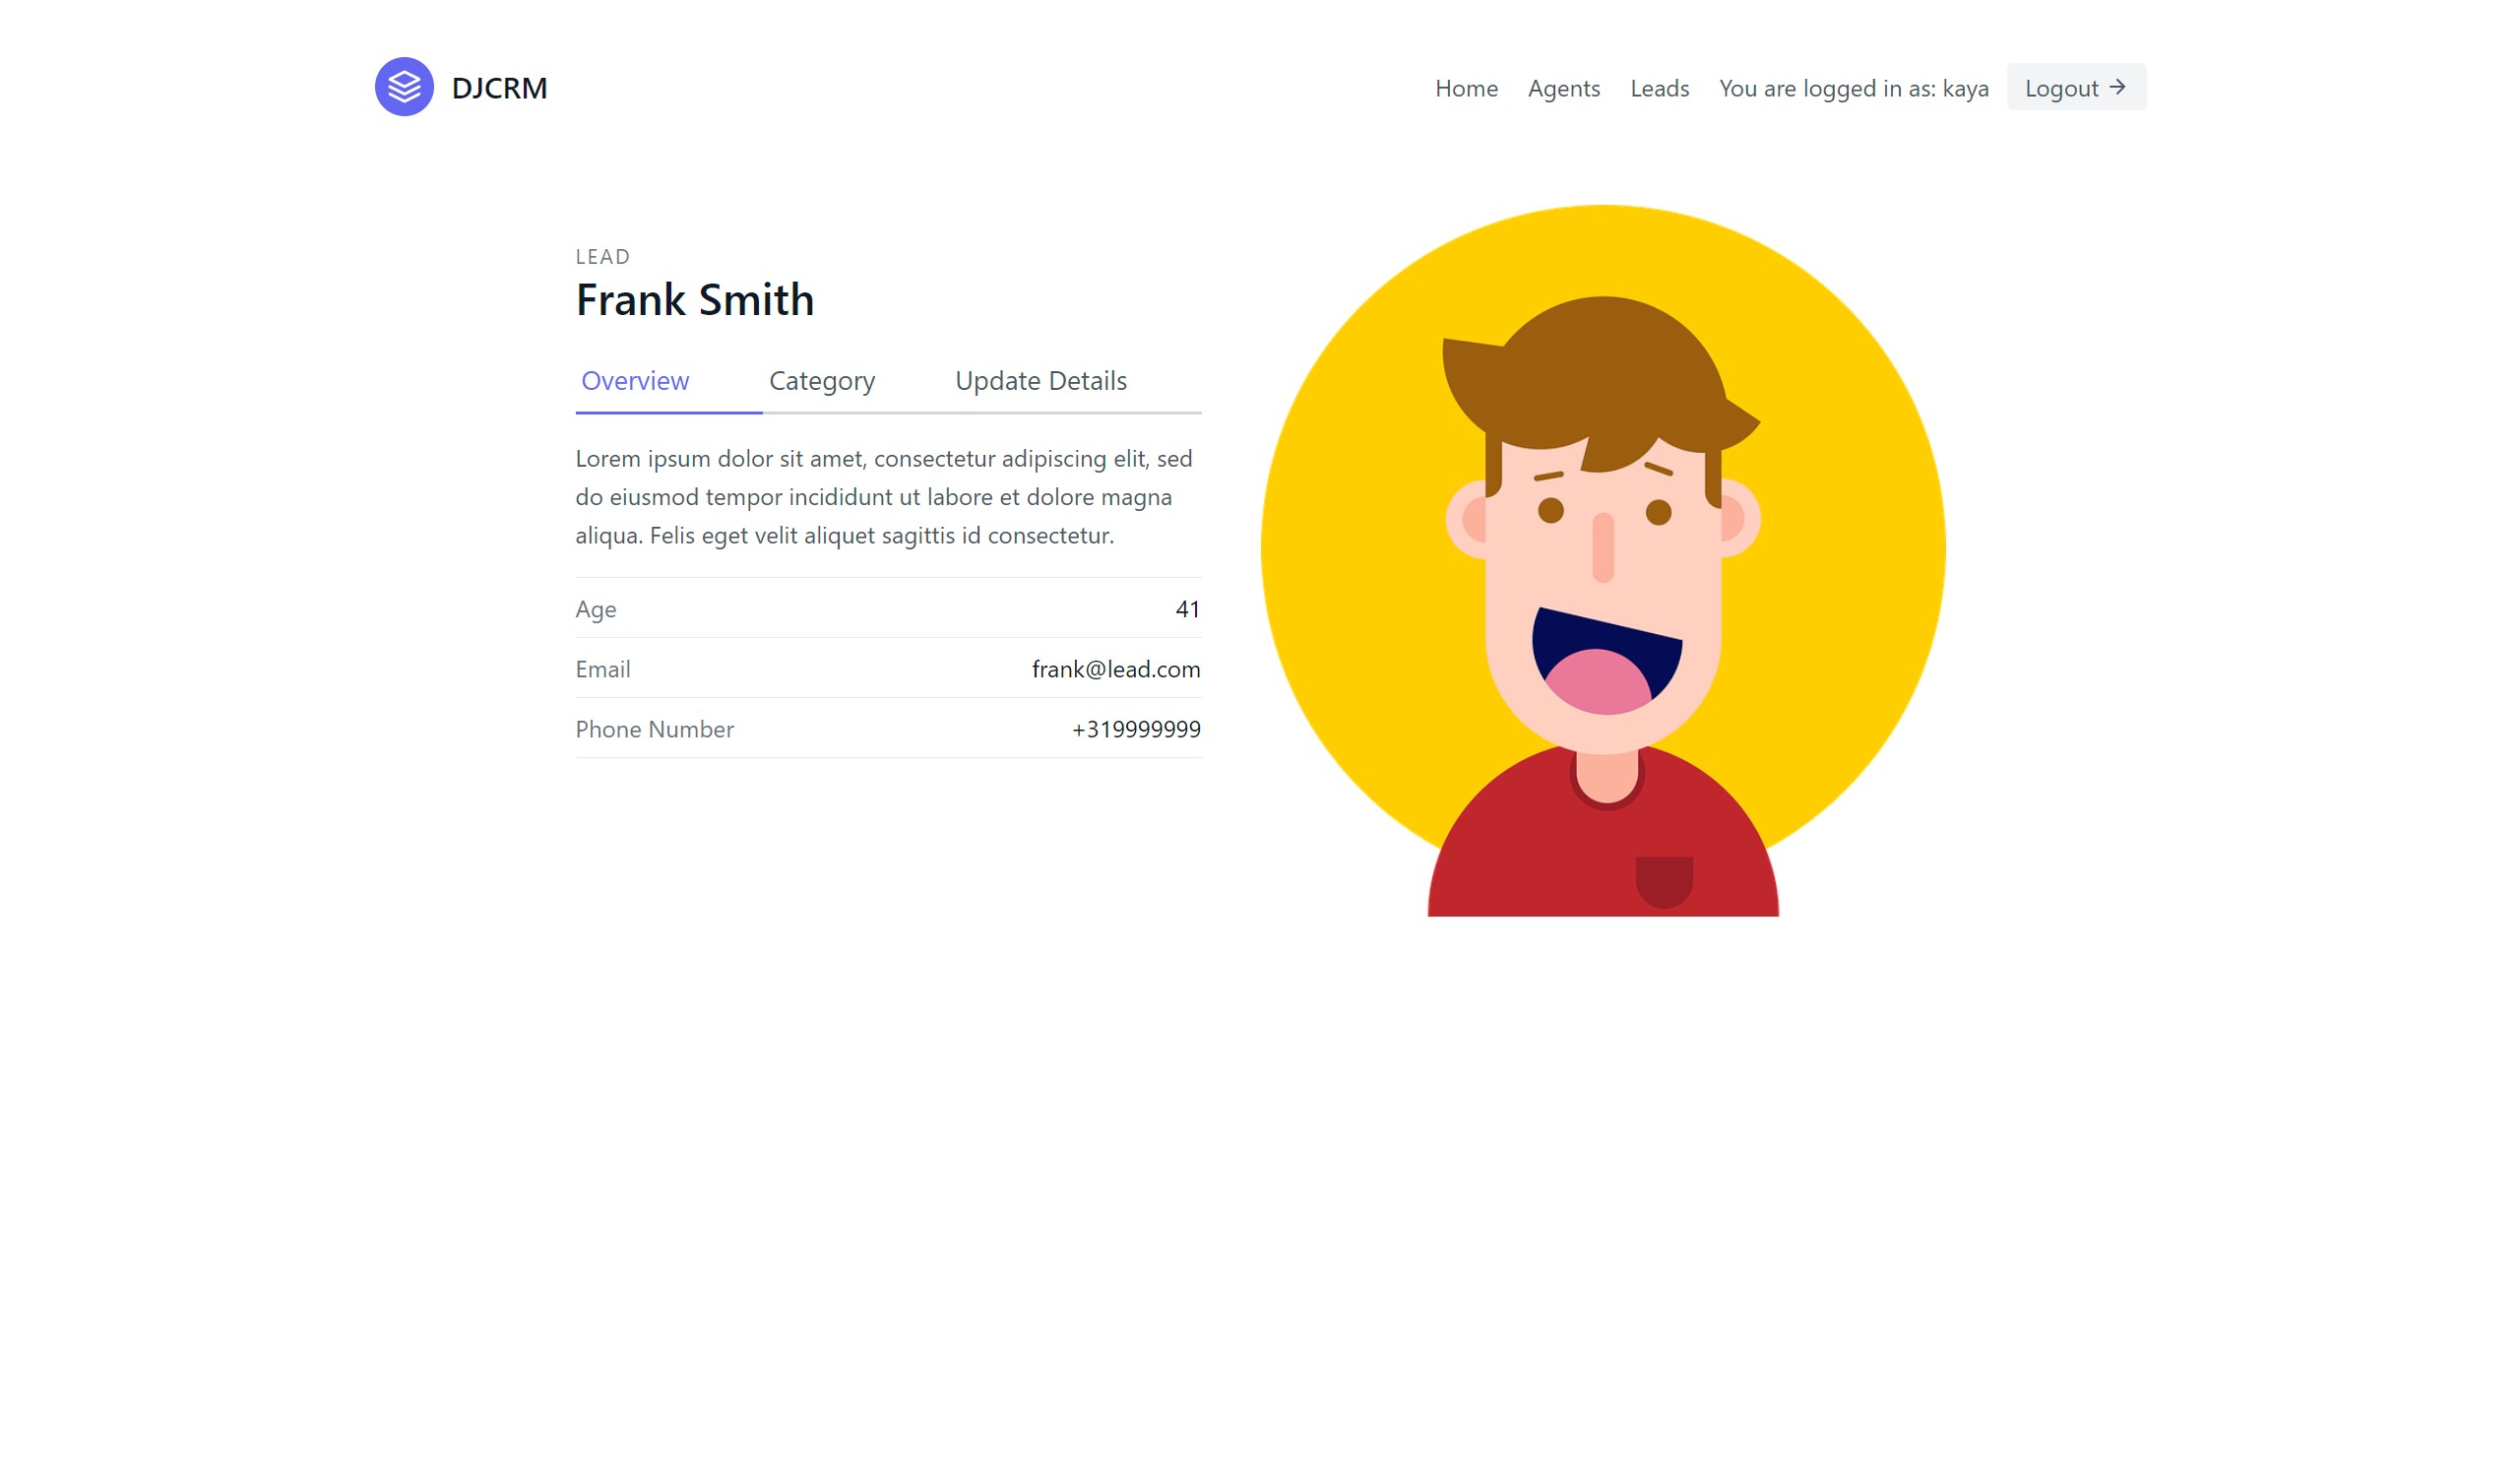 DJCRM
Home Agents Leads You are logged in as: kaya Logout →
LEAD
Frank Smith
Overview Category Update Details
Lorem ipsum dolor sit amet, consectetur adipiscing elit, sed
do eiusmod tempor incididunt ut labore et dolore magna
aliqua. Felis eget velit aliquet sagittis id consectetur.
Age 41
Email frank@lead.com
Phone Number +319999999